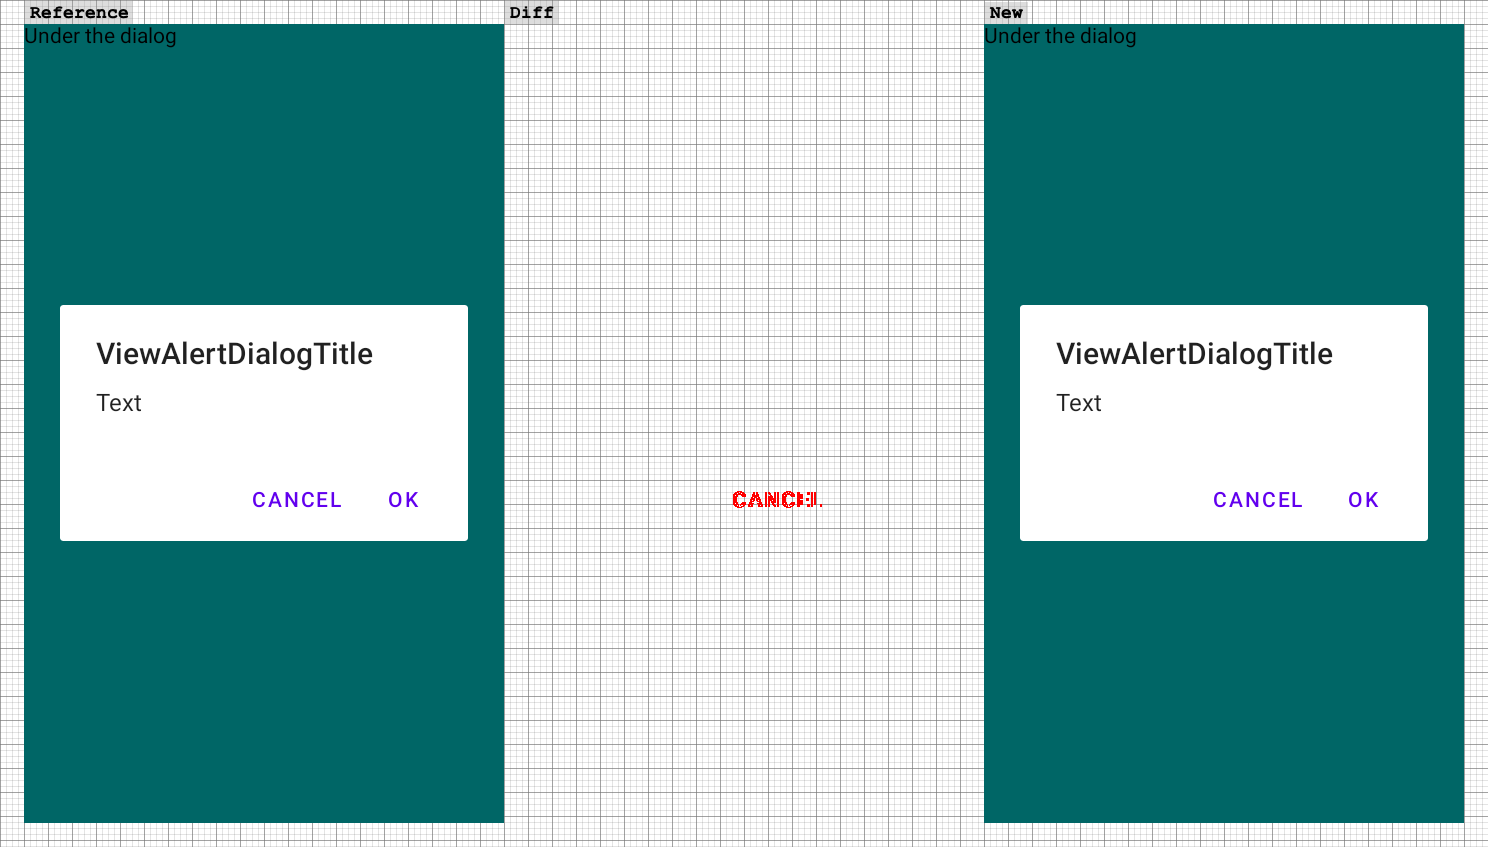 Reference
Diff
New
Under the dialog
Under the dialog
ViewAlertDialogTitle
ViewAlertDialogTitle
Text
Text
CANCEL OK
CANCEL
CANCEL OK